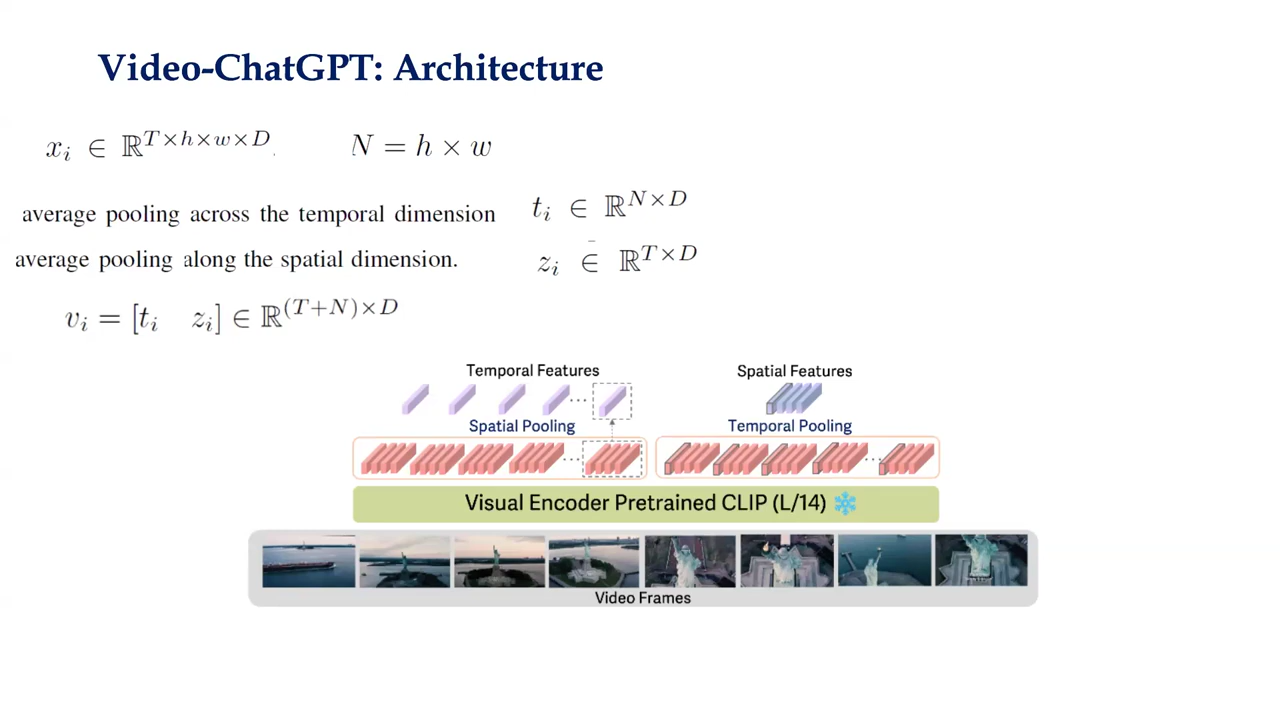 Video-ChatGPT: Architecture
x_i ∈ ℝ^{T×h×w×D}. N = h × w
average pooling across the temporal dimension t_i ∈ ℝ^{N×D}
average pooling along the spatial dimension. z_i ∈ ℝ^{T×D}
v_i = [t_i z_i] ∈ ℝ^{(T+N)×D}
Temporal Features Spatial Features
...
Spatial Pooling Temporal Pooling
... ...
Visual Encoder Pretrained CLIP (L/14)
Video Frames